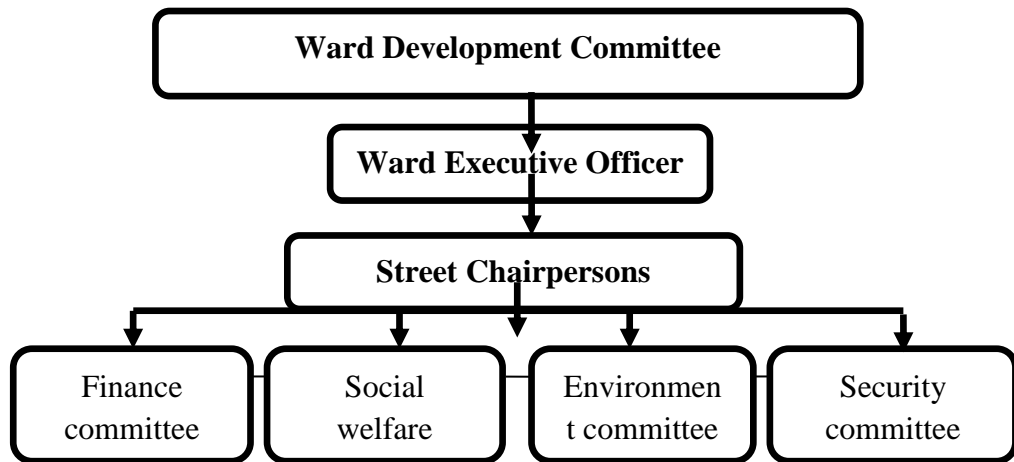 Ward Development Committee
Ward Executive Officer
Street Chairpersons
Finance
committee
Social
welfare
Environmen
t committee
Security
committee